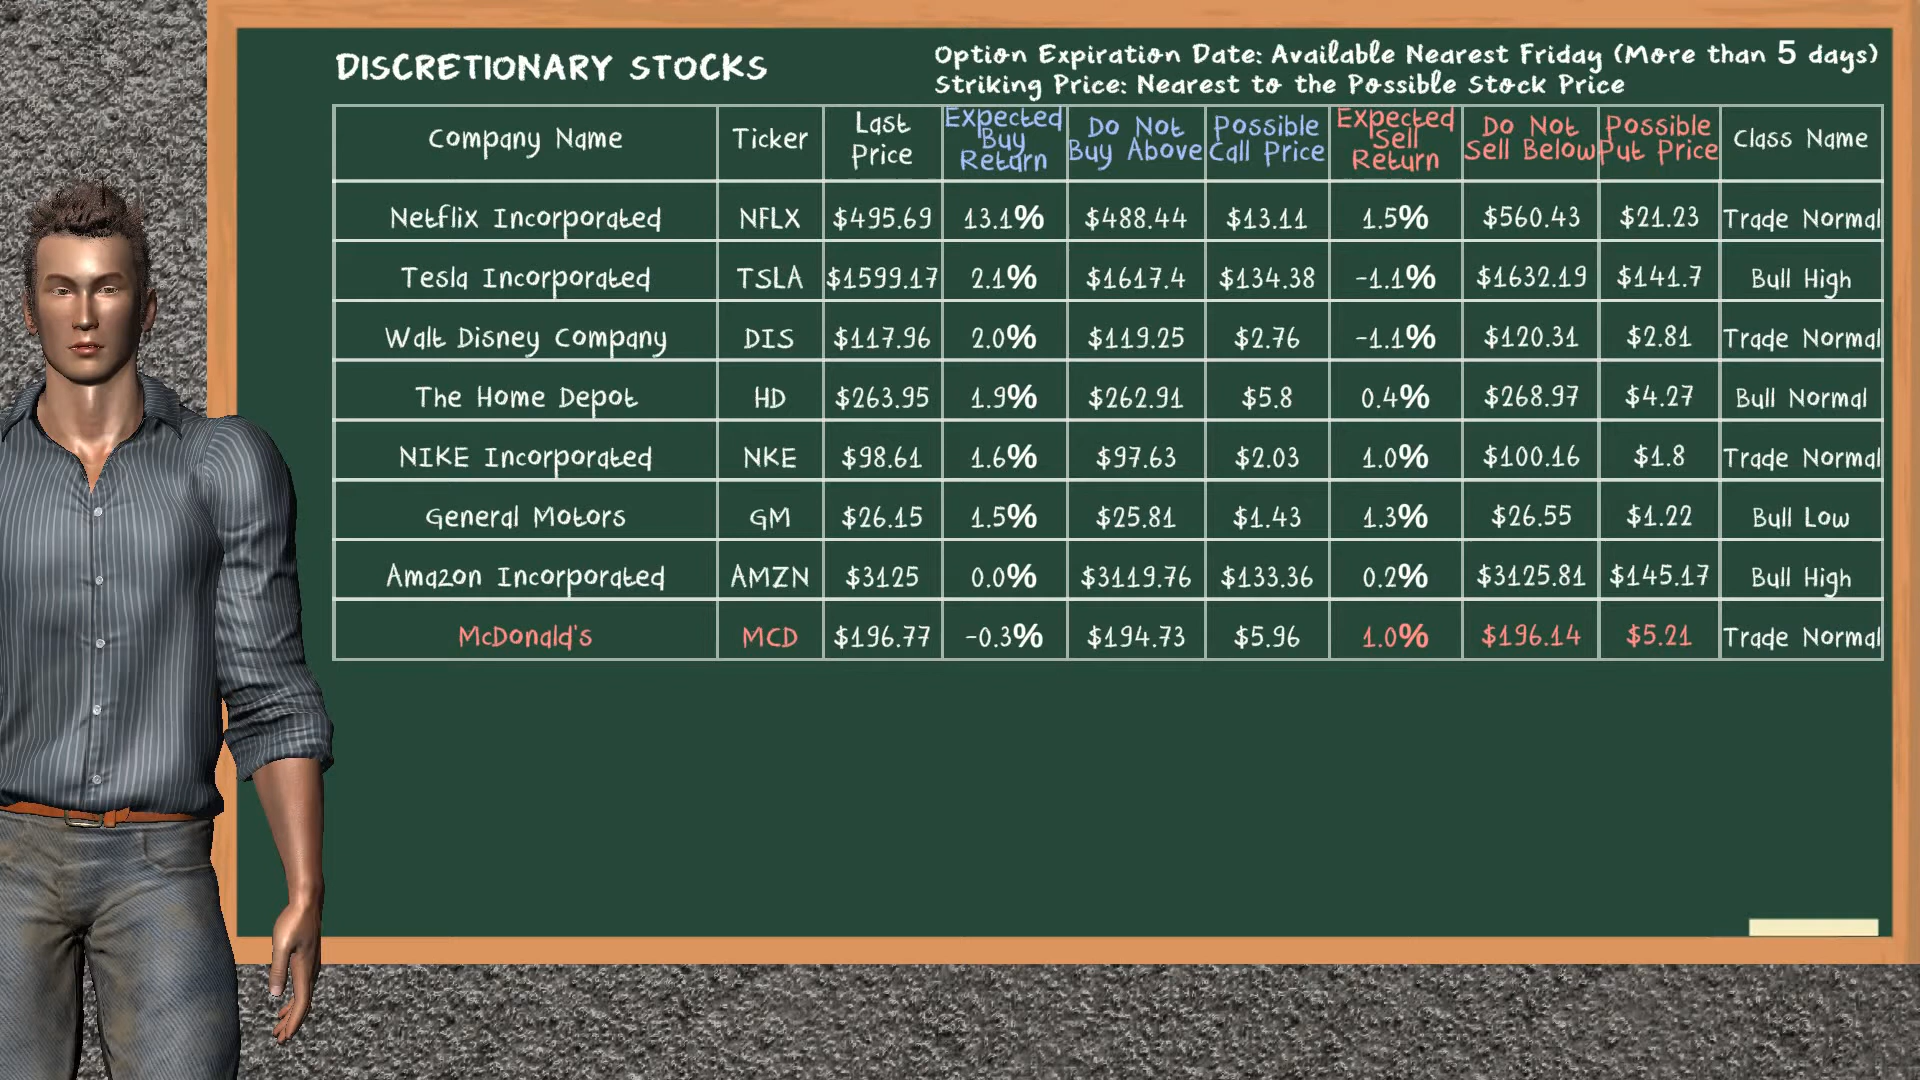 DISCRETIONARY STOCKS
Option Expiration Date: Available Nearest Friday (More than 5 days)
Striking Price: Nearest to the Possible Stock Price
Company Name Ticker Last Price Expected Buy Return Do Not Buy Above Possible Call Price Expected Sell Return Do Not Sell Below Possible Put Price Class Name
Netflix Incorporated NFLX $495.69 13.1% $488.44 $13.11 1.5% $560.43 $21.23 Trade Normal
Tesla Incorporated TSLA $1599.17 2.1% $1617.4 $134.38 -1.1% $1632.19 $141.7 Bull High
Walt Disney Company DIS $117.96 2.0% $119.25 $2.76 -1.1% $120.31 $2.81 Trade Normal
The Home Depot HD $263.95 1.9% $262.91 $5.8 0.4% $268.97 $4.27 Bull Normal
NIKE Incorporated NKE $98.61 1.6% $97.63 $2.03 1.0% $100.16 $1.8 Trade Normal
General Motors GM $26.15 1.5% $25.81 $1.43 1.3% $26.55 $1.22 Bull Low
Amazon Incorporated AMZN $3125 0.0% $3119.76 $133.36 0.2% $3125.81 $145.17 Bull High
McDonald's MCD $196.77 -0.3% $194.73 $5.96 1.0% $196.14 $5.21 Trade Normal